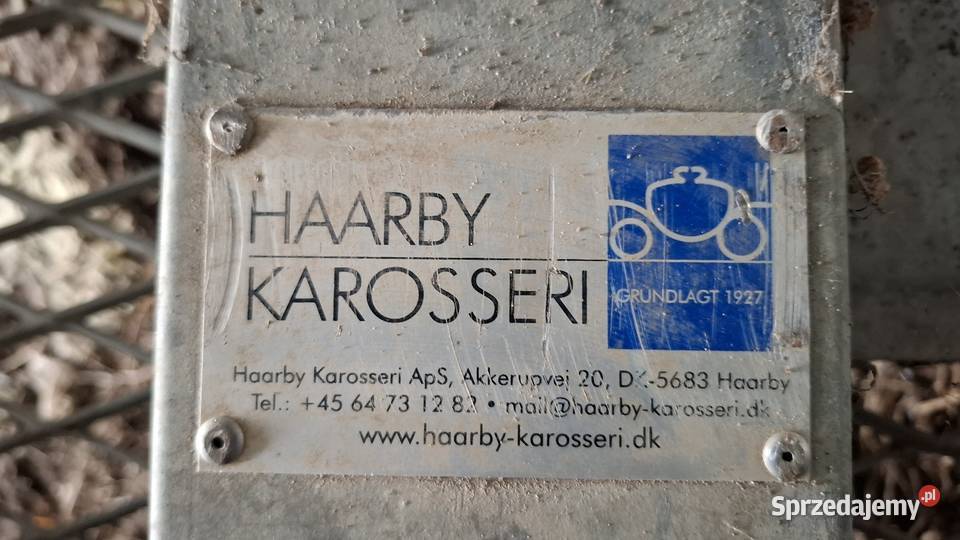 HAARBY
KAROSSERI
GRUNDLAGT 1927
Haarby Karosseri ApS, Akkerupvej 20, DK-5683 Haarby
Tel.: +45 64 73 12 82 • mail@haarby-karosseri.dk
www.haarby-karosseri.dk
Sprzedajemy.pl